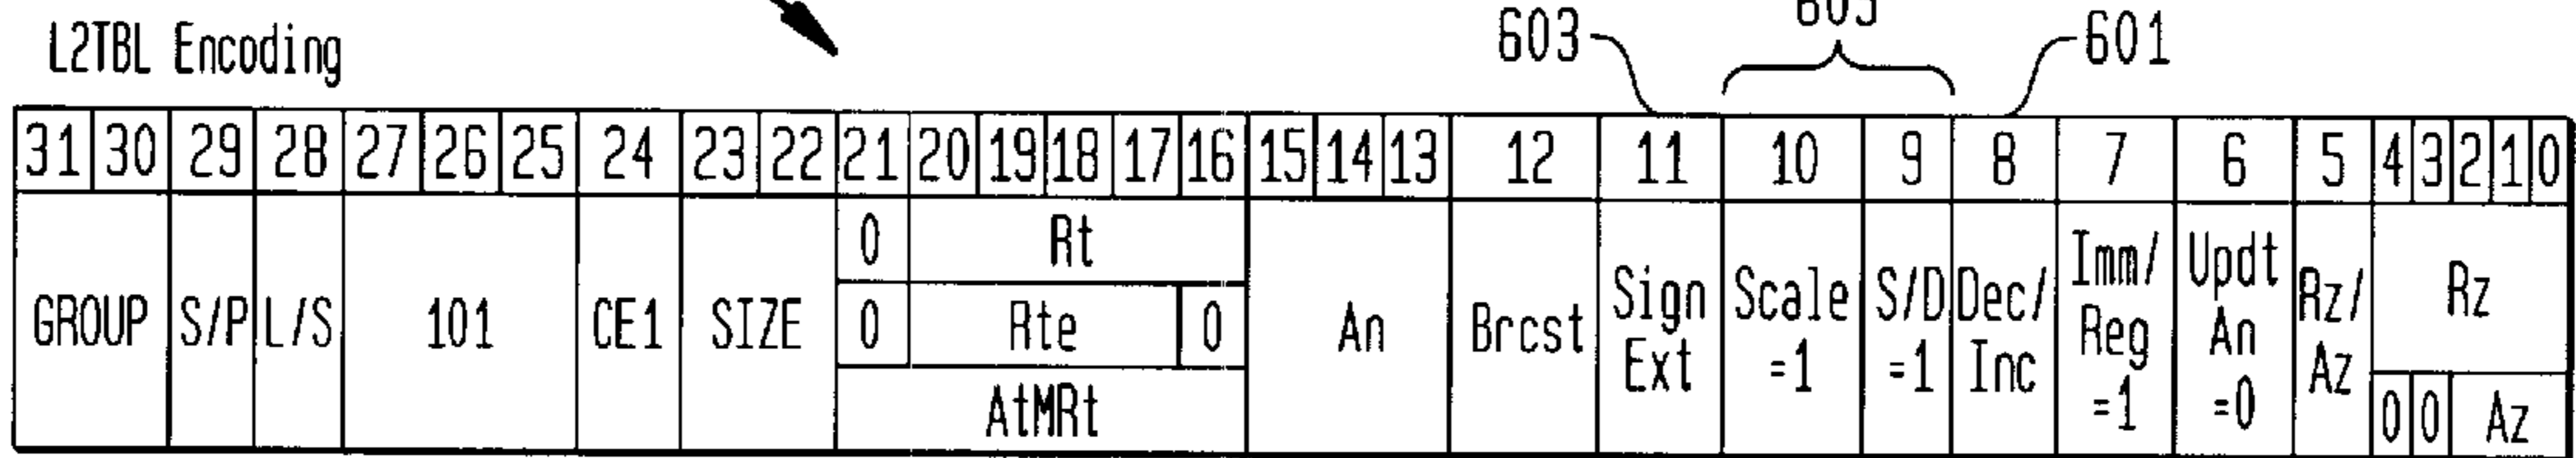 603 605 601
L2TBL Encoding
31 30 29 28 27 26 25 24 23 22 21 20 19 18 17 16 15 14 13 12 11 10 9 8 7 6 5 4 3 2 1 0
GROUP S/P L/S 101 CE1 SIZE 0 Rt An Brcst Sign Ext Scale =1 S/D =1 Dec/ Inc Imm/ Reg =1 Updt An =0 Rz/ Az Rz
0 Rte 0
AtMRt 0 0 Az